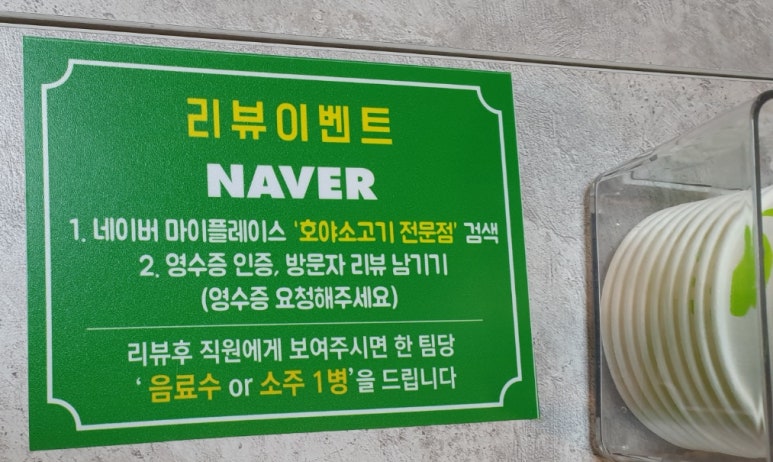 리뷰이벤트
NAVER
1. 네이버 마이플레이스 '호야소고기 전문점' 검색
2. 영수증 인증, 방문자 리뷰 남기기
(영수증 요청해주세요)
리뷰후 직원에게 보여주시면 한 팀당
' 음료수 or 소주 1병'을 드립니다